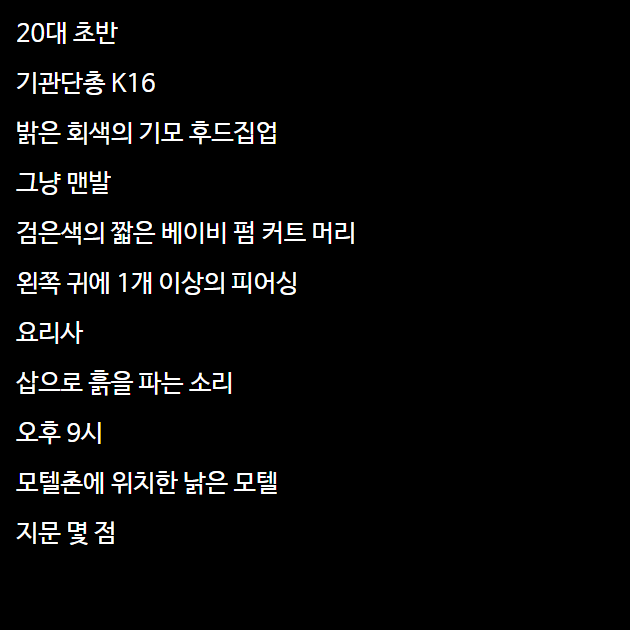 20대 초반
기관단총 K16
밝은 회색의 기모 후드집업
그냥 맨발
검은색의 짧은 베이비 펌 커트 머리
왼쪽 귀에 1개 이상의 피어싱
요리사
삽으로 흙을 파는 소리
오후 9시
모텔촌에 위치한 낡은 모텔
지문 몇 점